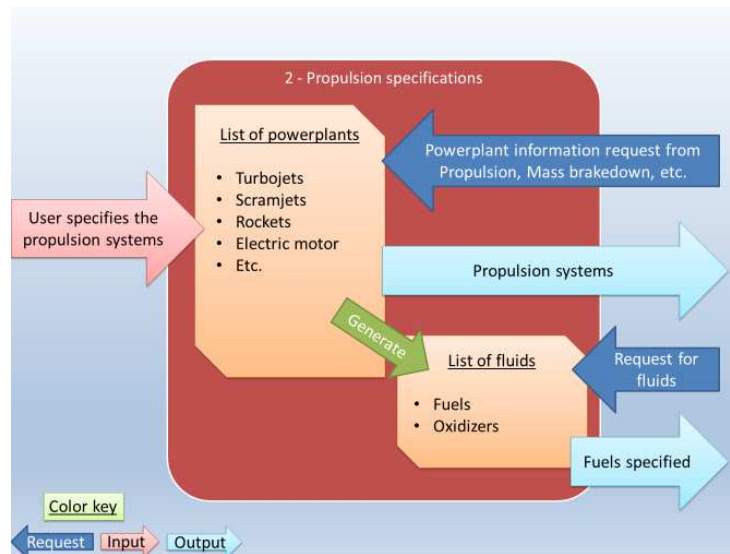 2 - Propulsion specifications
List of powerplants
• Turbojets
• Scramjets
• Rockets
• Electric motor
• Etc.
Powerplant information request from
Propulsion, Mass brakedown, etc.
User specifies the
propulsion systems
Propulsion systems
Generate
List of fluids
• Fuels
• Oxidizers
Request for
fluids
Fuels specified
Color key
Request
Input
Output